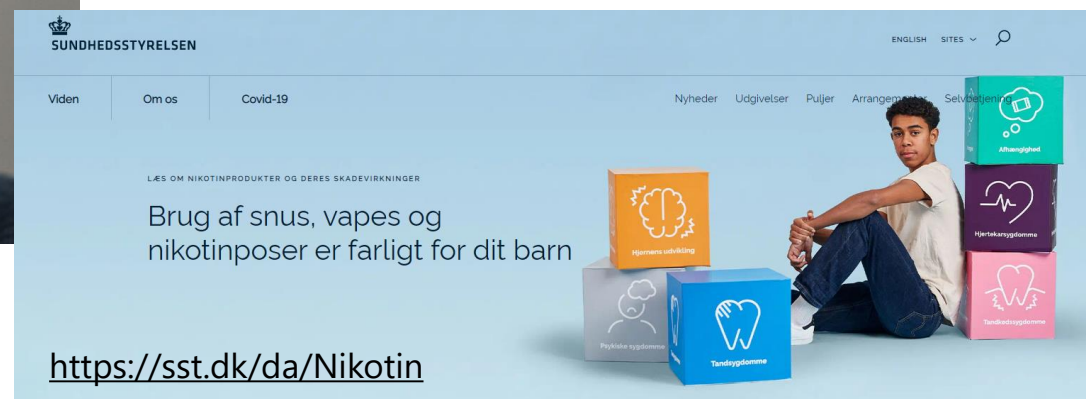 SUNDHEDSSTYRELSEN
ENGLISH SITES
Viden Om os Covid-19
Nyheder Udgivelser Puljer Arrangementer Selvbetjening
LÆS OM NIKOTINPRODUKTER OG DERES SKADEVIRKNINGER
Brug af snus, vapes og
nikotinposer er farligt for dit barn
Afhængighed
Hjernens udvikling
Hjertekarsygdomme
Psykiske sygdomme
Tandsygdomme
Tandkødssygdomme
https://sst.dk/da/Nikotin